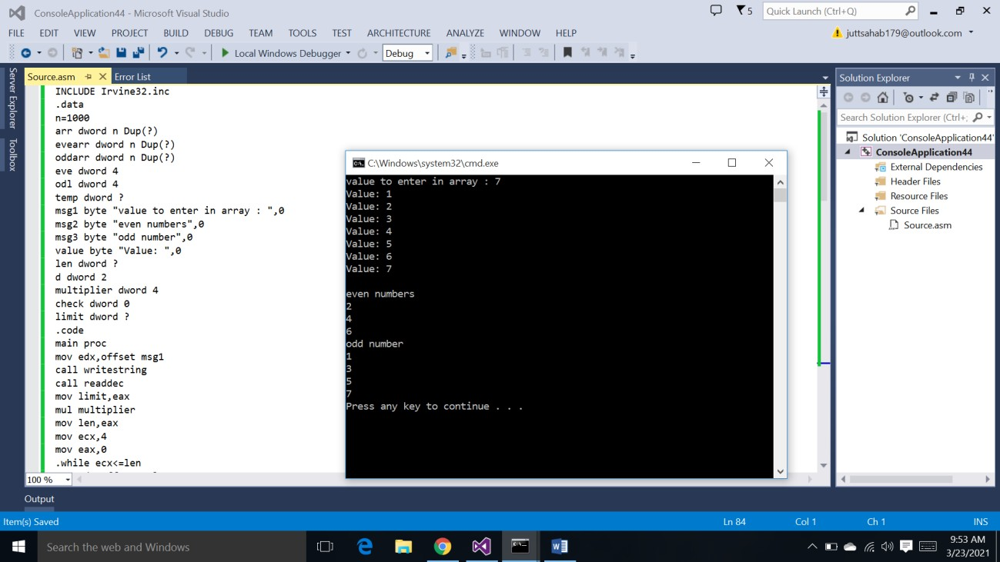 ConsoleApplication44 - Microsoft Visual Studio
5
Quick Launch (Ctrl+Q)
FILE EDIT VIEW PROJECT BUILD DEBUG TEAM TOOLS TEST ARCHITECTURE ANALYZE WINDOW HELP
juttsahab179@outlook.com
Local Windows Debugger
Debug
Server Explorer
Toolbox
Source.asm
Error List
INCLUDE Irvine32.inc
.data
n=1000
arr dword n Dup(?)
evearr dword n Dup(?)
oddarr dword n Dup(?)
eve dword 4
odl dword 4
temp dword ?
msg1 byte "value to enter in array : ",0
msg2 byte "even numbers",0
msg3 byte "odd number",0
value byte "Value: ",0
len dword ?
d dword 2
multiplier dword 4
check dword 0
limit dword ?
.code
main proc
mov edx,offset msg1
call writestring
call readdec
mov limit,eax
mul multiplier
mov len,eax
mov ecx,4
mov eax,0
.while ecx<=len
100 %
C:\Windows\system32\cmd.exe
value to enter in array : 7
Value: 1
Value: 2
Value: 3
Value: 4
Value: 5
Value: 6
Value: 7
even numbers
2
4
6
odd number
1
3
5
7
Press any key to continue . . .
Solution Explorer
Search Solution Explorer (Ctrl+;
Solution 'ConsoleApplication44'
ConsoleApplication44
External Dependencies
Header Files
Resource Files
Source Files
Source.asm
Output
Item(s) Saved
Ln 84
Col 1
Ch 1
INS
Search the web and Windows
9:53 AM
3/23/2021